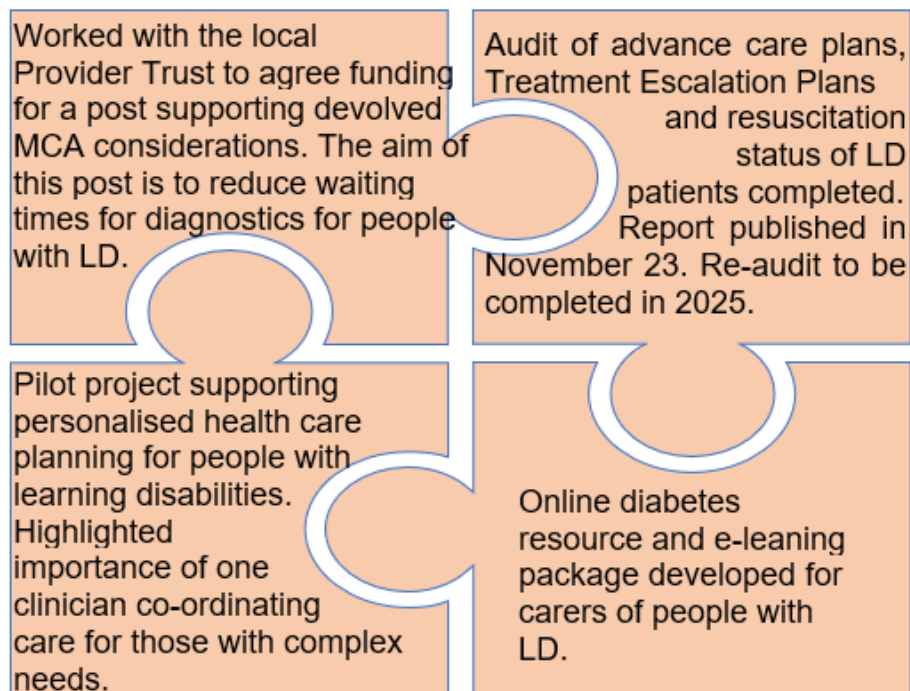 Worked with the local
Provider Trust to agree funding
for a post supporting devolved
MCA considerations. The aim of
this post is to reduce waiting
times for diagnostics for people
with LD.
Audit of advance care plans,
Treatment Escalation Plans
and resuscitation
status of LD
patients completed.
Report published in
November 23. Re-audit to be
completed in 2025.
Pilot project supporting
personalised health care
planning for people with
learning disabilities.
Highlighted
importance of one
clinician co-ordinating
care for those with complex
needs.
Online diabetes
resource and e-leaning
package developed for
carers of people with
LD.